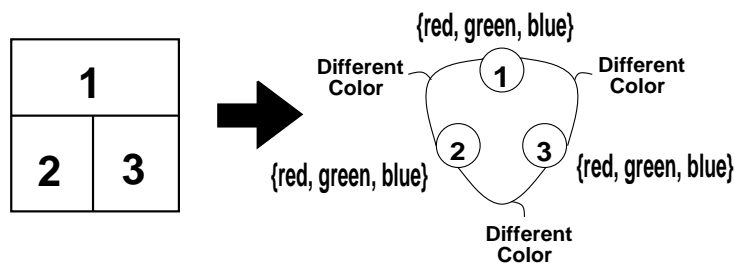 1
2 3
{red, green, blue}
Different
Color
1
Different
Color
2
3
{red, green, blue}
{red, green, blue}
Different
Color